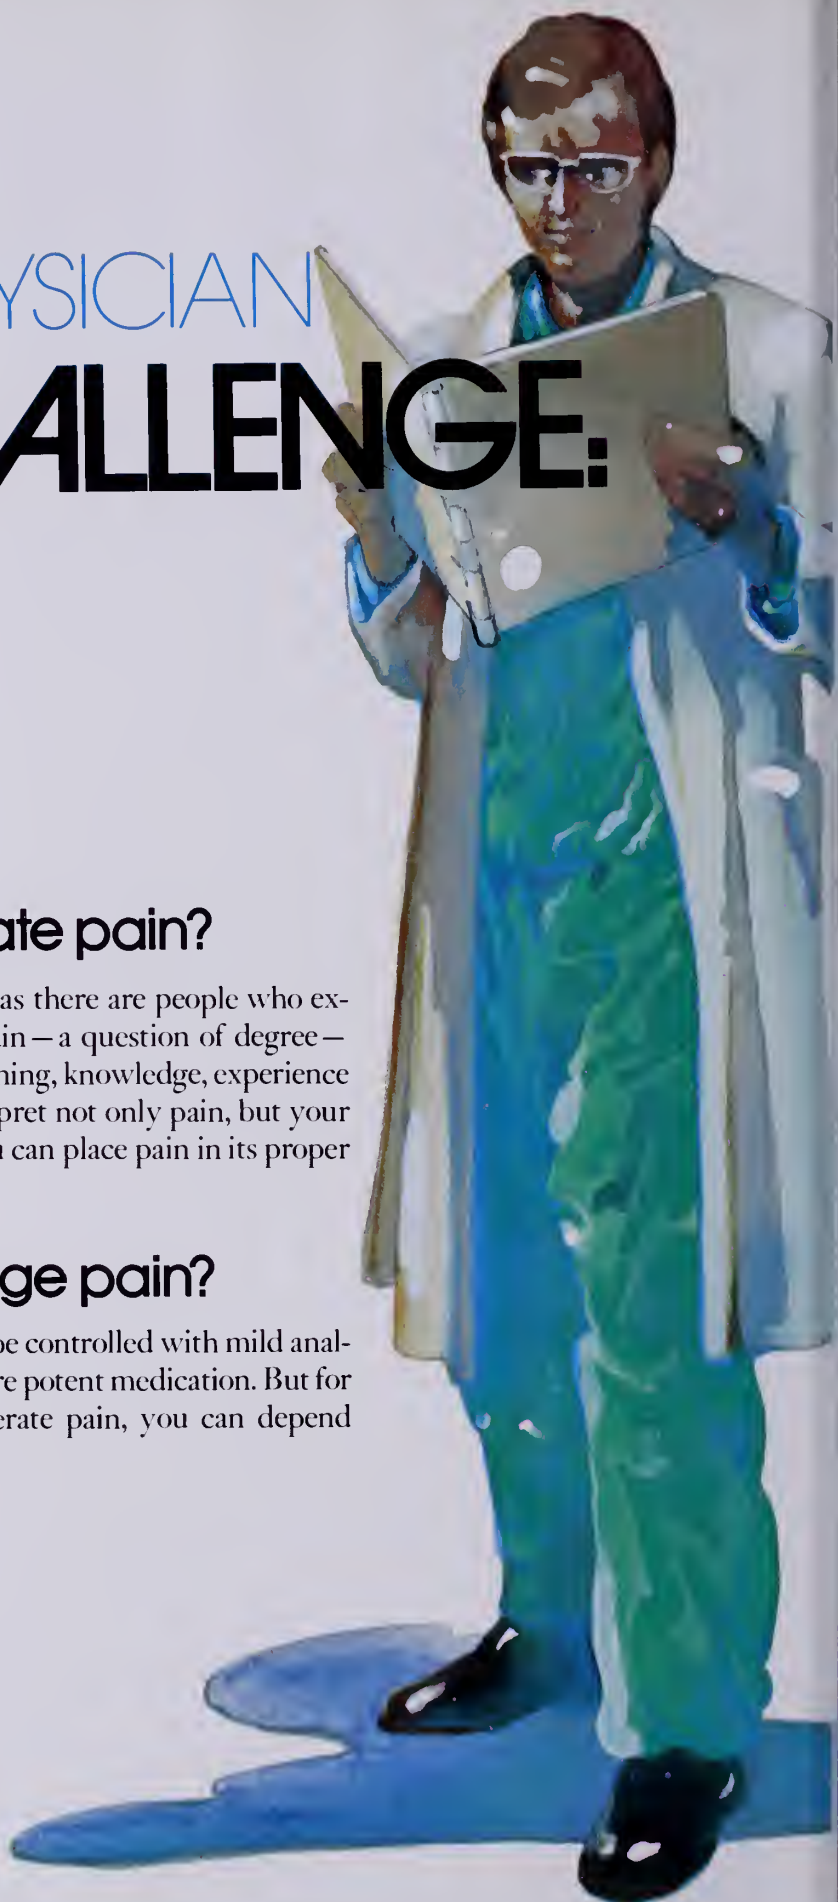 YSICIAN
ALLENGE:
ate pain?
as there are people who ex-
in — a question of degree —
ning, knowledge, experience
pret not only pain, but your
can place pain in its proper
ge pain?
be controlled with mild anal-
re potent medication. But for
erate pain, you can depend